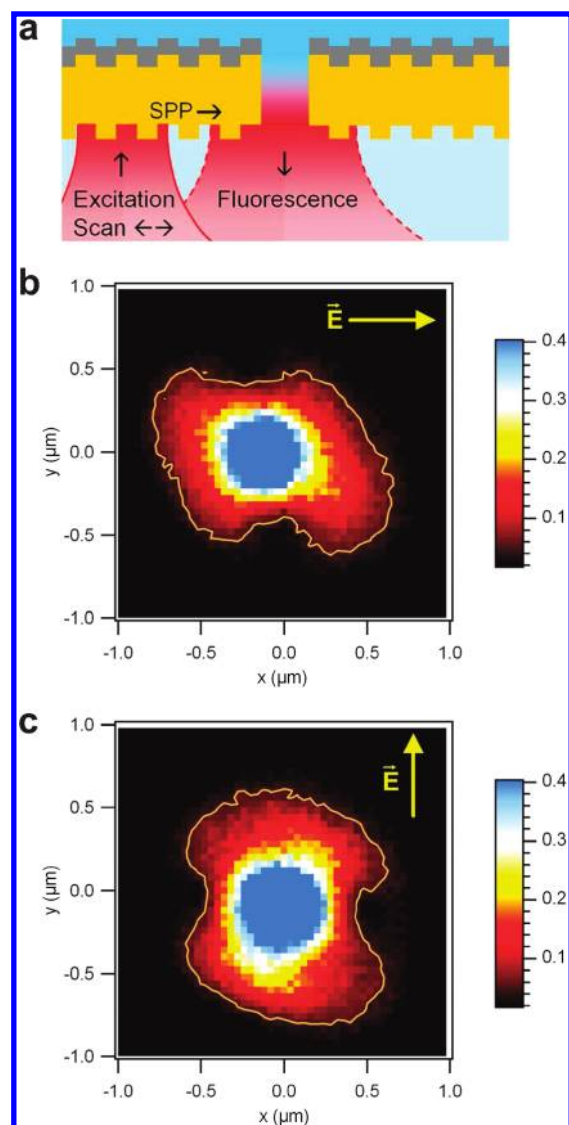 a
SPP →
↑ ↓
Excitation Fluorescence
Scan ←→
b
1.0
0.5
0.0
-0.5
-1.0
y (µm)
E
-1.0 -0.5 0.0 0.5 1.0
x (µm)
0.4
0.3
0.2
0.1
c
1.0
0.5
0.0
-0.5
-1.0
y (µm)
E
-1.0 -0.5 0.0 0.5 1.0
x (µm)
0.4
0.3
0.2
0.1